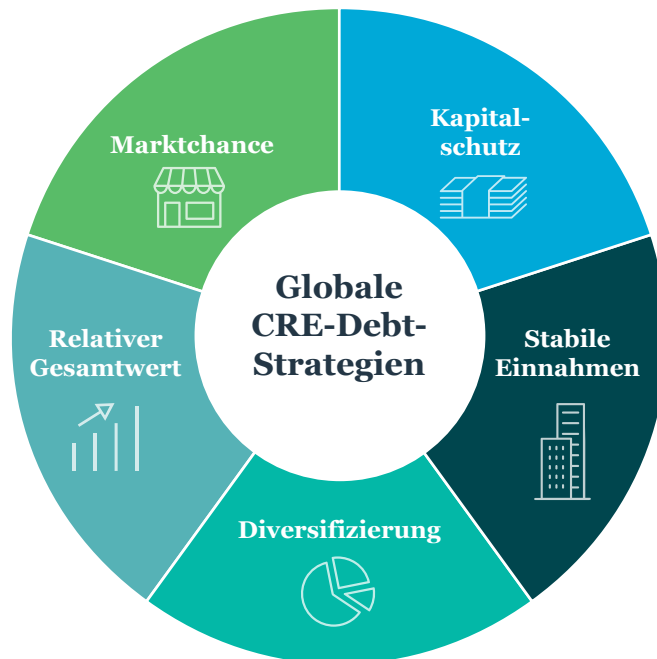 Marktchance
Kapital-
schutz
Globale
CRE-Debt-
Strategien
Relativer
Gesamtwert
Stabile
Einnahmen
Diversifizierung